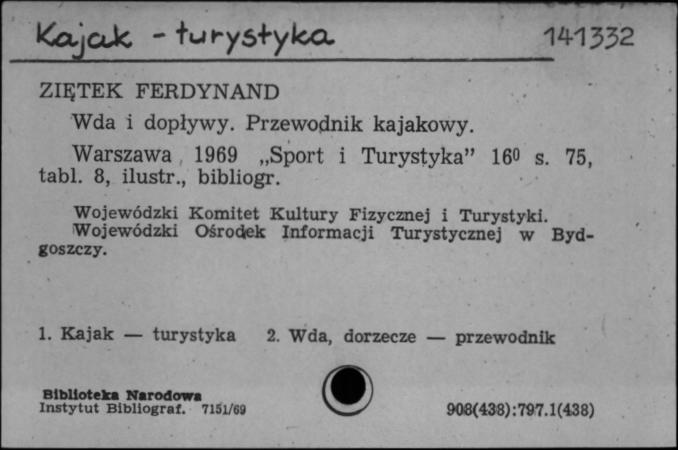 Kajak - turystyka 141332
ZIĘTEK FERDYNAND
Wda i dopływy. Przewodnik kajakowy.
Warszawa, 1969 „Sport i Turystyka” 16⁰ s. 75,
tabl. 8, ilustr., bibliogr.
Wojewódzki Komitet Kultury Fizycznej i Turystyki.
Wojewódzki Ośrodek Informacji Turystycznej w Byd-
goszczy.
1. Kajak — turystyka 2. Wda, dorzecze — przewodnik
Biblioteka Narodowa
Instytut Bibliograf. 7151/69
908(438):797.1(438)